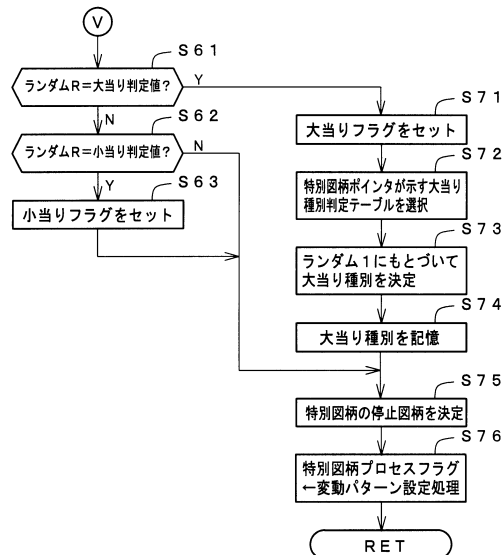 V
S61
ランダムR=大当り判定値?
Y
N
S62
ランダムR=小当り判定値?
N
Y
S63
小当りフラグをセット
S71
大当りフラグをセット
S72
特別図柄ポインタが示す大当り
種別判定テーブルを選択
S73
ランダム1にもとづいて
大当り種別を決定
S74
大当り種別を記憶
S75
特別図柄の停止図柄を決定
S76
特別図柄プロセスフラグ
←変動パターン設定処理
RET